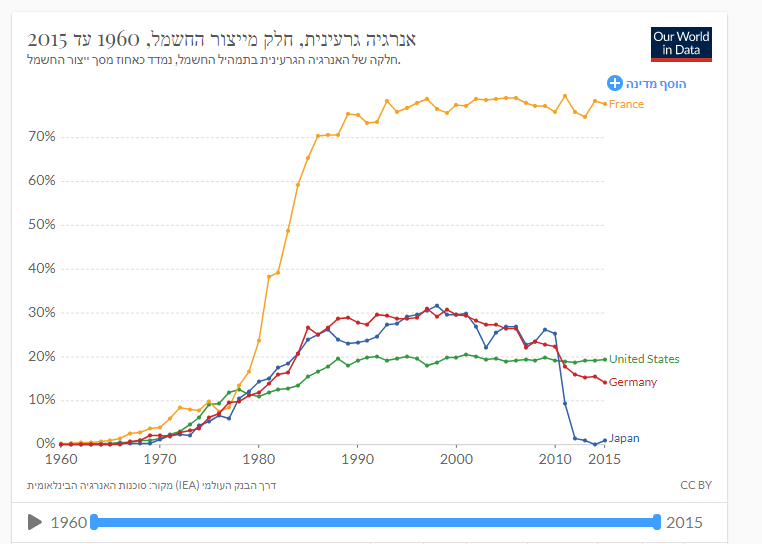 אנרגיה גרעינית, חלק מייצור החשמל, 1960 עד 2015
חלקה של האנרגיה הגרעינית בתמהיל החשמל, נמדד כאחוז מסך ייצור החשמל.
Our World
in Data
הוסף מדינה
France
70%
60%
50%
40%
30%
20%
10%
0%
United States
Germany
Japan
1960
1970
1980
1990
2000
2010
2015
דרך הבנק העולמי (IEA) מקור: סוכנות האנרגיה הבינלאומית
CC BY
1960
2015